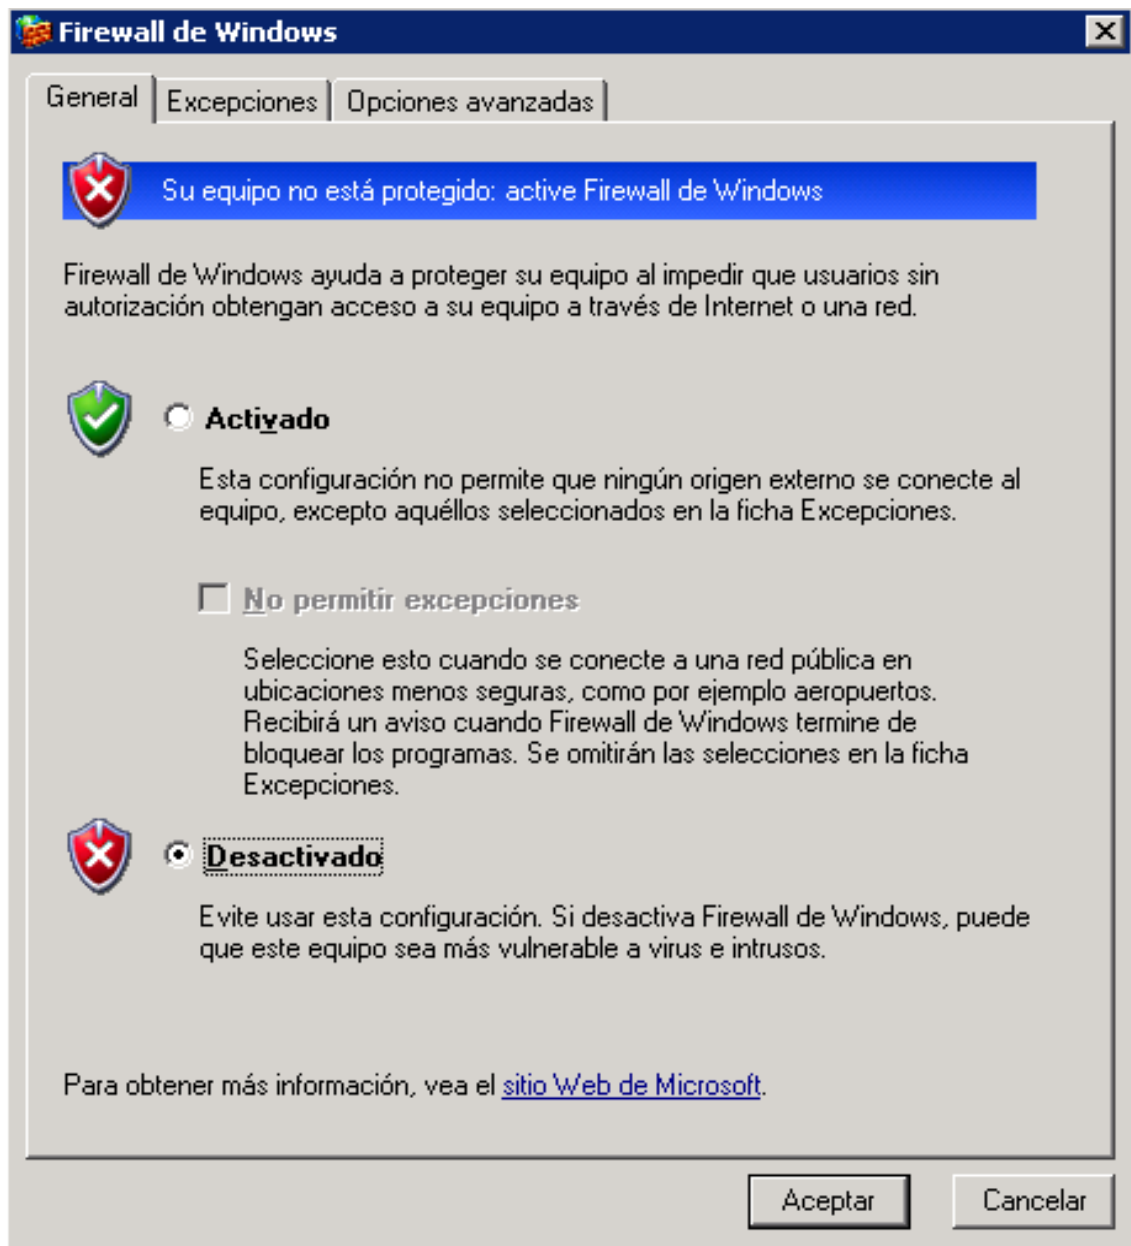 Firewall de Windows
General
Excepciones
Opciones avanzadas
Su equipo no está protegido: active Firewall de Windows
Firewall de Windows ayuda a proteger su equipo al impedir que usuarios sin
autorización obtengan acceso a su equipo a través de Internet o una red.
Activado
Esta configuración no permite que ningún origen externo se conecte al
equipo, excepto aquéllos seleccionados en la ficha Excepciones.
No permitir excepciones
Seleccione esto cuando se conecte a una red pública en
ubicaciones menos seguras, como por ejemplo aeropuertos.
Recibirá un aviso cuando Firewall de Windows termine de
bloquear los programas. Se omitirán las selecciones en la ficha
Excepciones.
Desactivado
Evite usar esta configuración. Si desactiva Firewall de Windows, puede
que este equipo sea más vulnerable a virus e intrusos.
Para obtener más información, vea el sitio Web de Microsoft.
Aceptar
Cancelar